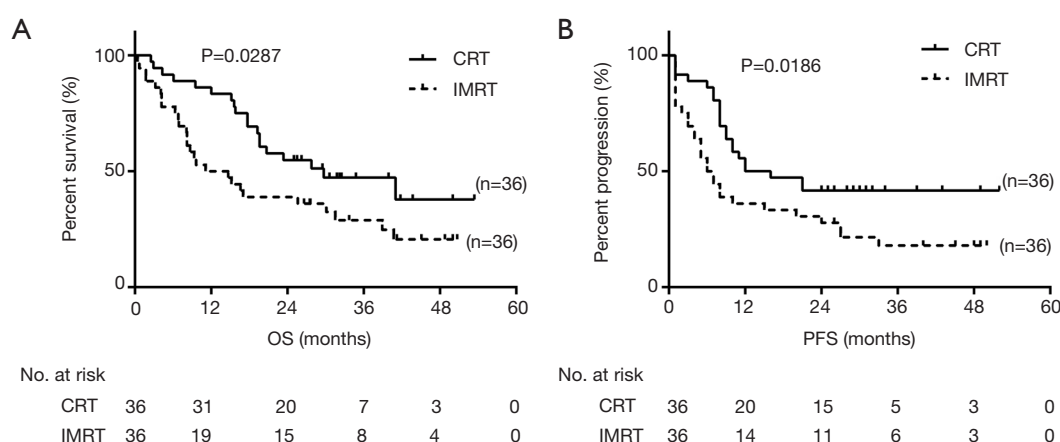 A
Percent survival (%)
100
50
0
P=0.0287
CRT
IMRT
(n=36)
(n=36)
0 12 24 36 48 60
OS (months)
No. at risk
CRT 36 31 20 7 3 0
IMRT 36 19 15 8 4 0
B
Percent progression (%)
100
50
0
P=0.0186
CRT
IMRT
(n=36)
(n=36)
0 12 24 36 48 60
PFS (months)
No. at risk
CRT 36 20 15 5 3 0
IMRT 36 14 11 6 3 0